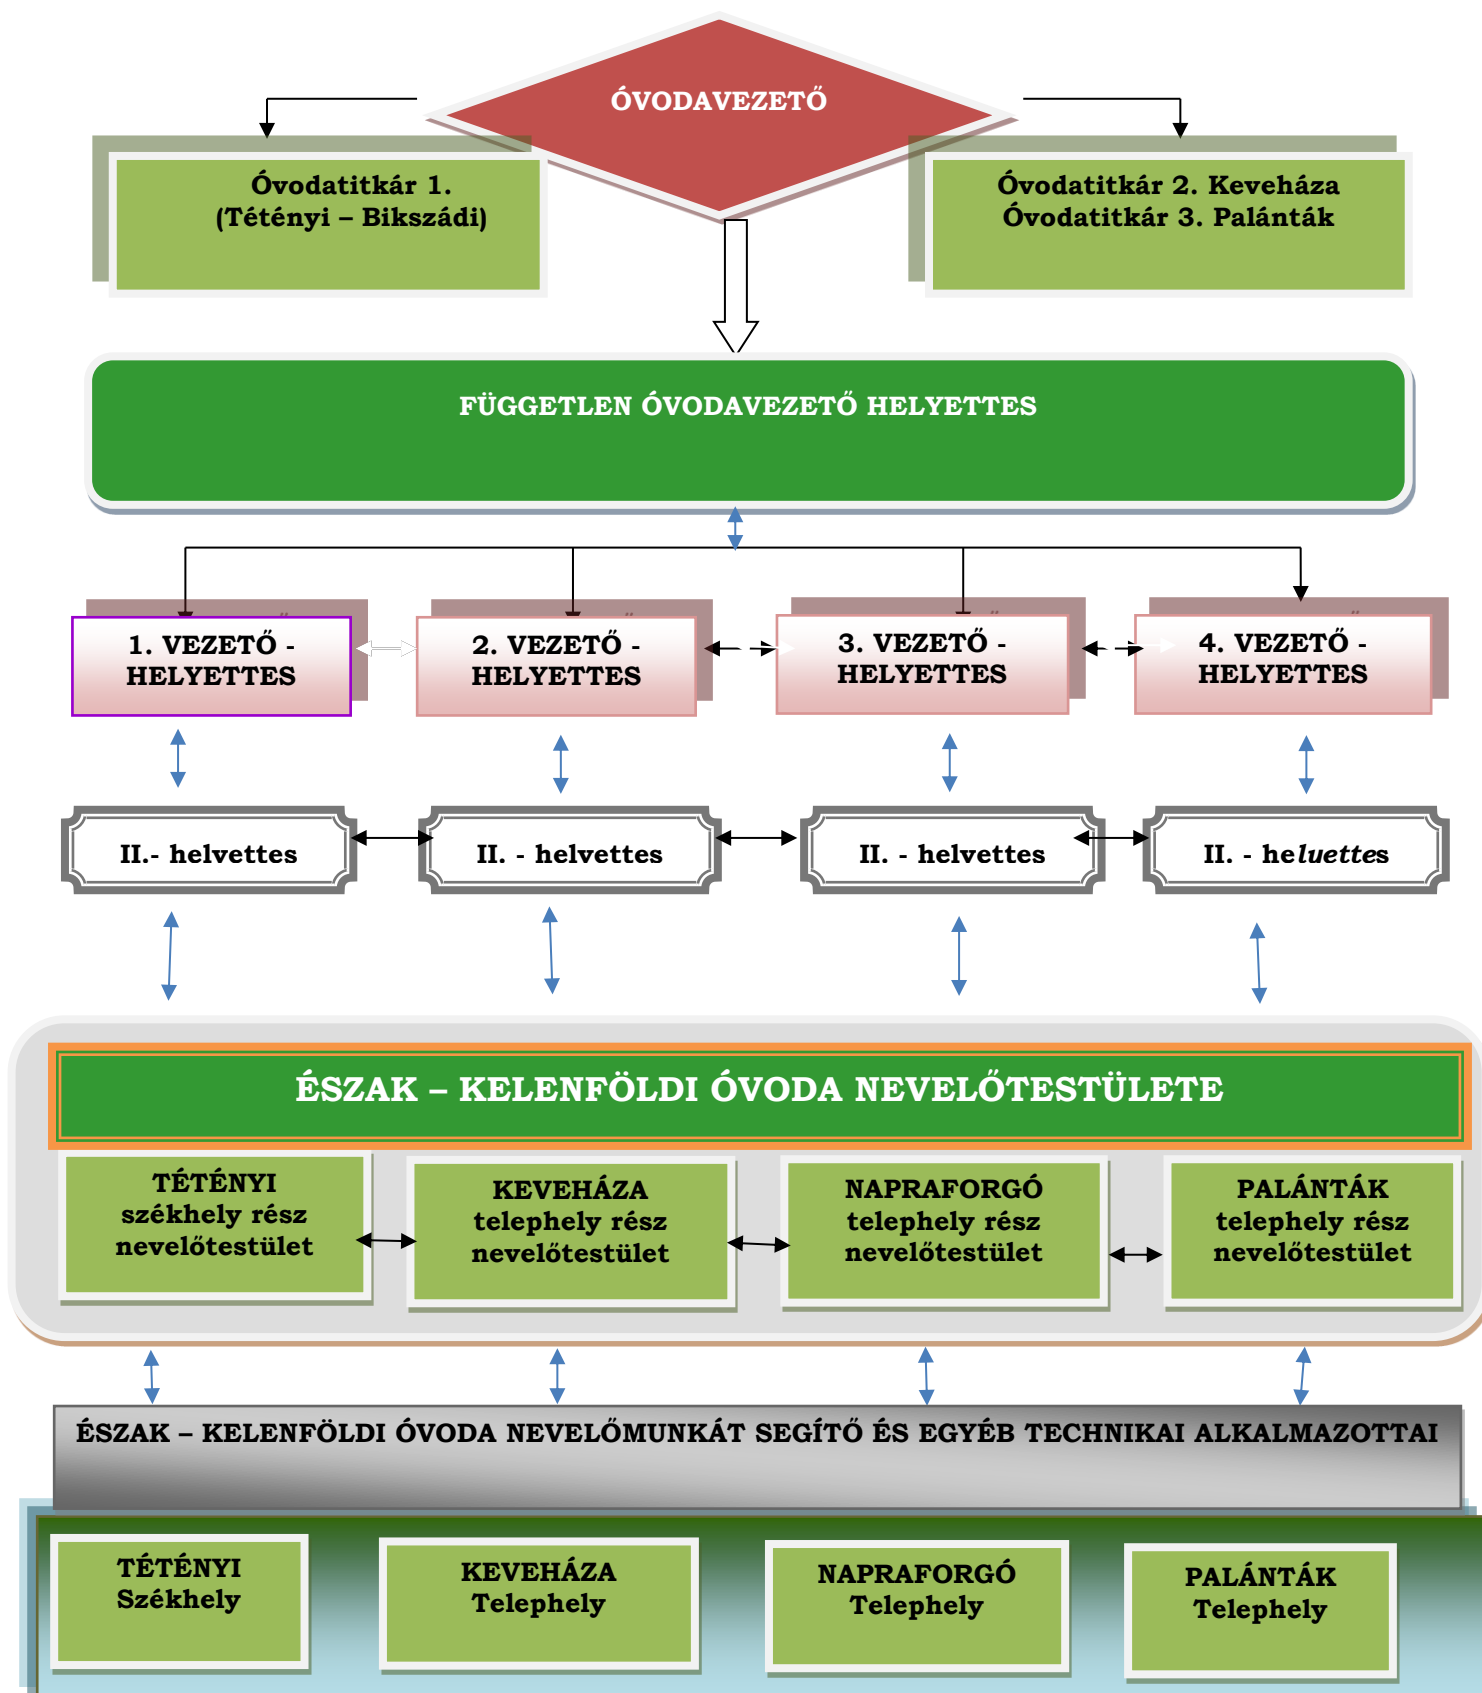 ÓVODAVEZETŐ
Óvodatitkár 1.
(Tétényi – Bikszádi)
Óvodatitkár 2. Keveháza
Óvodatitkár 3. Palánták
FÜGGETLEN ÓVODAVEZETŐ HELYETTES
1. VEZETŐ -
HELYETTES
2. VEZETŐ -
HELYETTES
3. VEZETŐ -
HELYETTES
4. VEZETŐ -
HELYETTES
II.- helvettes
II. - helvettes
II. - helvettes
II. - heluettes
ÉSZAK – KELENFÖLDI ÓVODA NEVELŐTESTÜLETE
TÉTÉNYI
székhely rész
nevelőtestület
KEVEHÁZA
telephely rész
nevelőtestület
NAPRAFORGÓ
telephely rész
nevelőtestület
PALÁNTÁK
telephely rész
nevelőtestület
ÉSZAK – KELENFÖLDI ÓVODA NEVELŐMUNKÁT SEGÍTŐ ÉS EGYÉB TECHNIKAI ALKALMAZOTTAI
TÉTÉNYI
Székhely
KEVEHÁZA
Telephely
NAPRAFORGÓ
Telephely
PALÁNTÁK
Telephely